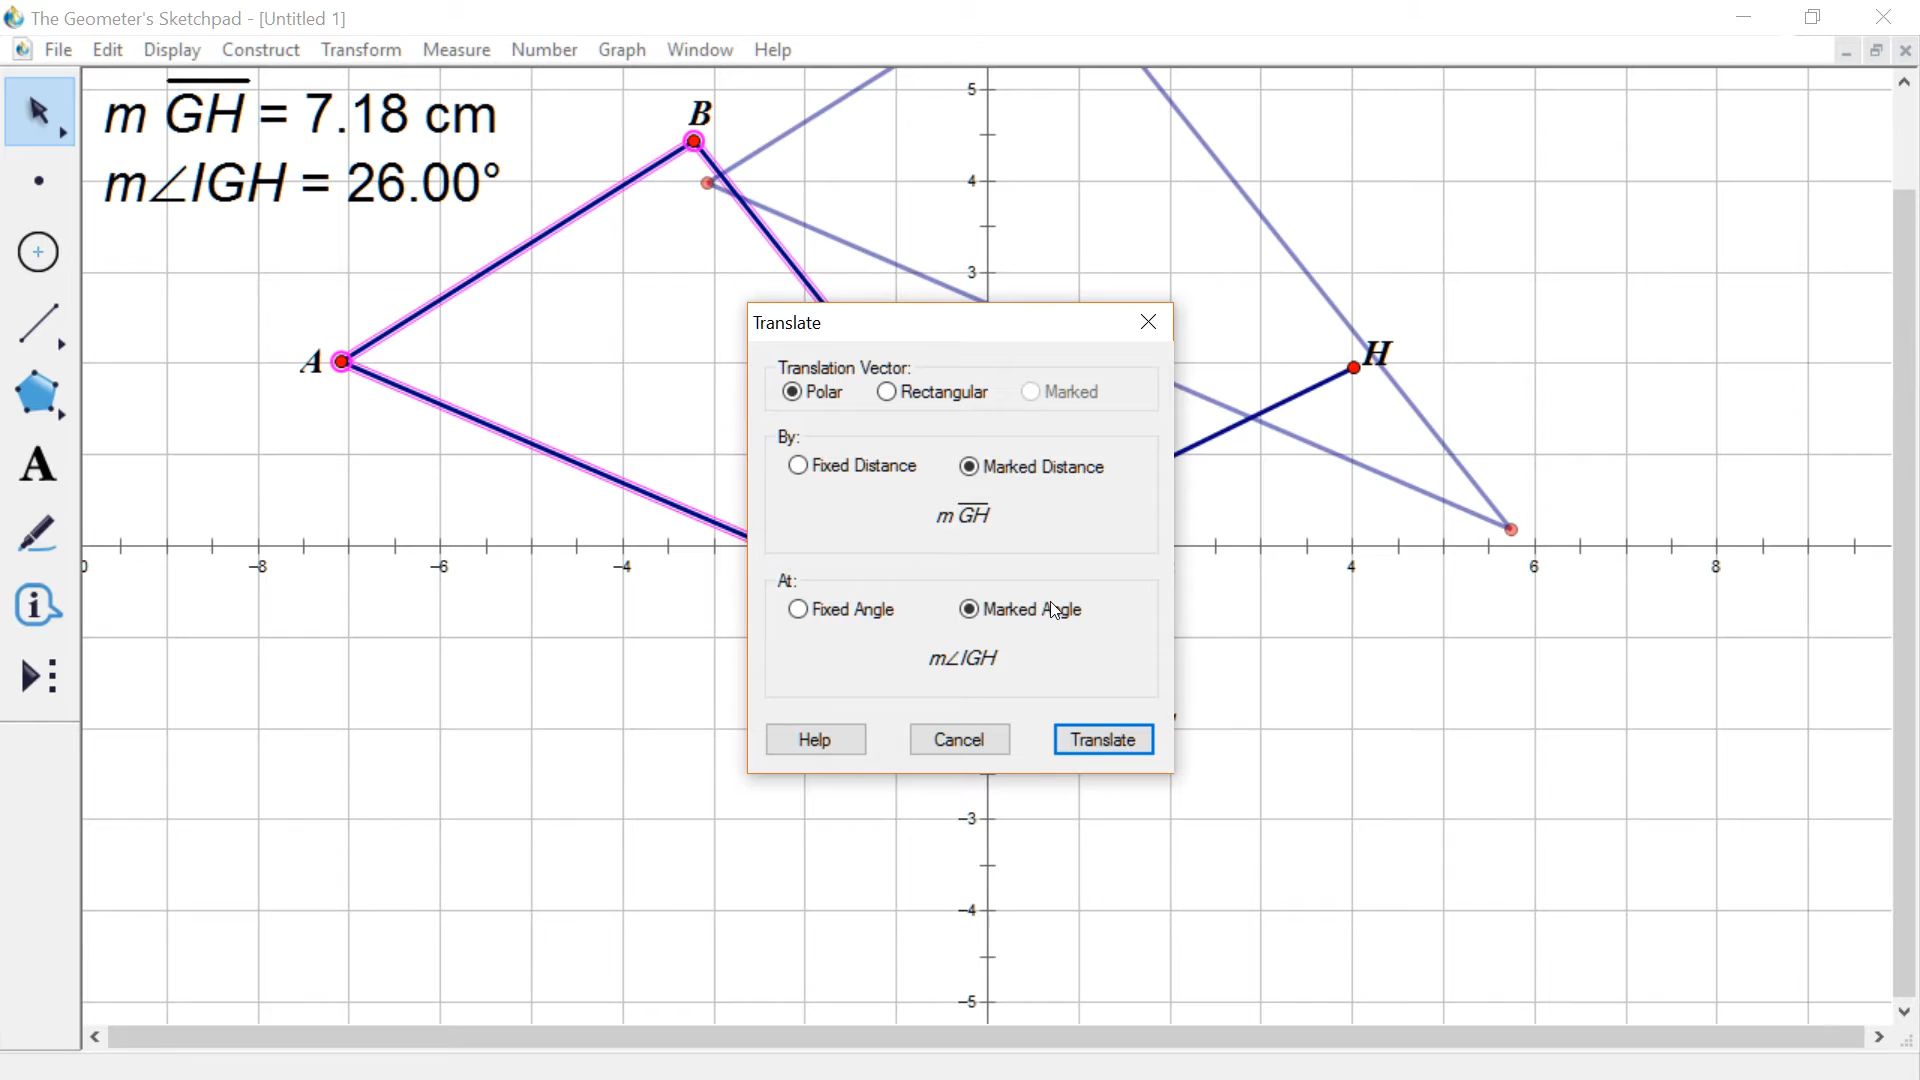 The Geometer's Sketchpad - [Untitled 1]
File Edit Display Construct Transform Measure Number Graph Window Help
m GH = 7.18 cm
m∠IGH = 26.00°
B
A
H
A
5
4
3
-8 -6 -4 4 6 8
-3
-4
-5
Translate
Translation Vector:
Polar Rectangular Marked
By:
Fixed Distance Marked Distance
m GH
At:
Fixed Angle Marked Angle
m∠IGH
Help Cancel Translate